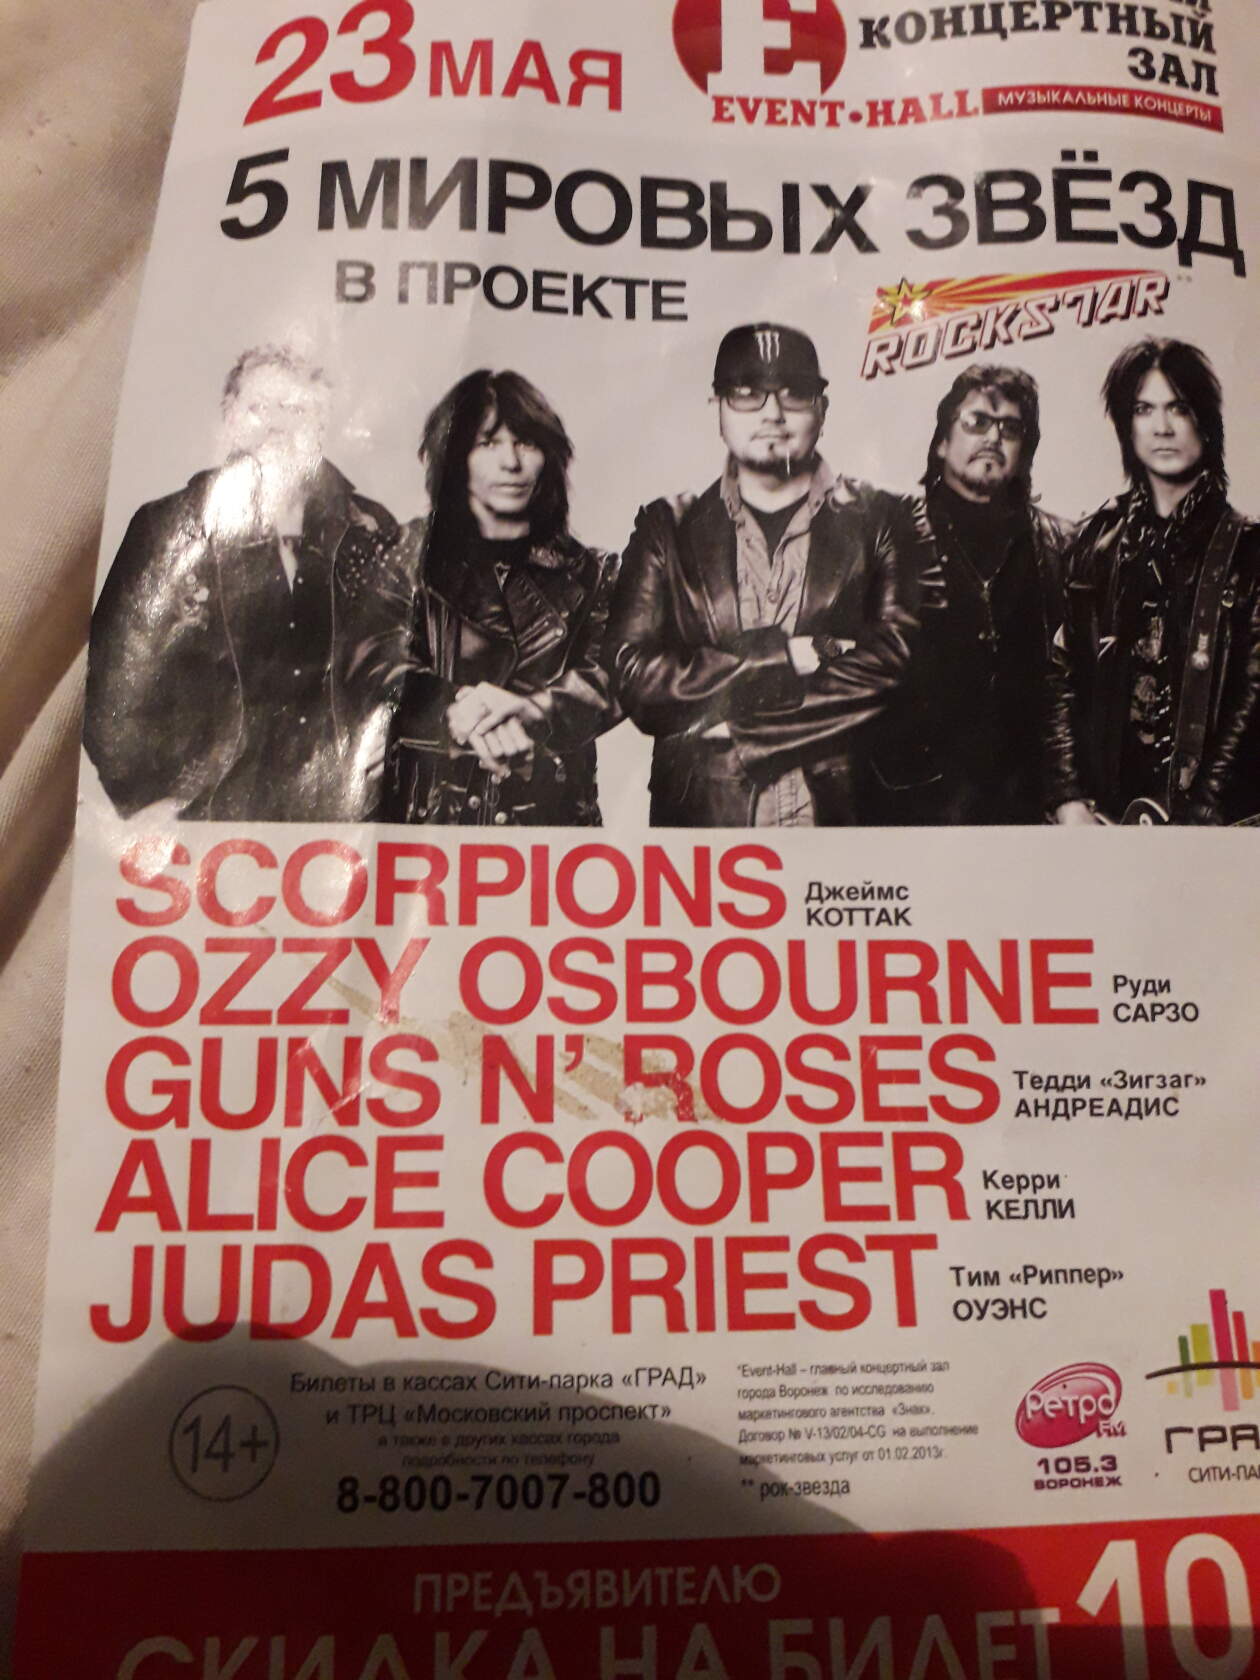 23 МАЯ
КОНЦЕРТНЫЙ
ЗАЛ
EVENT•HALL
МУЗЫКАЛЬНЫЕ КОНЦЕРТЫ
5 МИРОВЫХ ЗВЁЗД
В ПРОЕКТЕ
ROCKSTAR**
SCORPIONS Джеймс
КОТТАК
OZZY OSBOURNE Руди
САРЗО
GUNS N' ROSES Тедди «Зигзаг»
АНДРЕАДИС
ALICE COOPER Керри
КЕЛЛИ
JUDAS PRIEST Тим «Риппер»
ОУЭНС
14+
Билеты в кассах Сити-парка «ГРАД»
и ТРЦ «Московский проспект»
а также в других кассах города
подробности по телефону
8-800-7007-800
*Event-Hall – главный концертный зал
города Воронеж по исследованию
маркетингового агентства «Знак».
Договор № V-13/02/04-CG на выполнение
маркетинговых услуг от 01.02.2013г.
** рок-звезда
Ретро
FM
105.3
ВОРОНЕЖ
ГРА
СИТИ-ПА
ПРЕДЪЯВИТЕЛЮ
СКИДКА НА БИЛЕТ 10